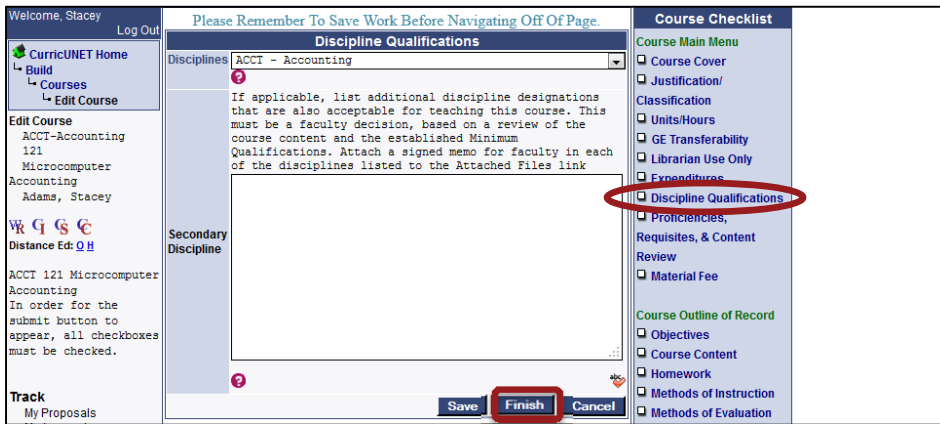 Welcome, Stacey
Log Out
CurricUNET Home
Build
Courses
Edit Course
Edit Course
ACCT-Accounting
121
Microcomputer
Accounting
Adams, Stacey
WR CI CS CC
Distance Ed: O H
ACCT 121 Microcomputer
Accounting
In order for the
submit button to
appear, all checkboxes
must be checked.
Track
My Proposals
Please Remember To Save Work Before Navigating Off Of Page.
Discipline Qualifications
Disciplines ACCT - Accounting
?
If applicable, list additional discipline designations
that are also acceptable for teaching this course. This
must be a faculty decision, based on a review of the
course content and the established Minimum
Qualifications. Attach a signed memo for faculty in each
of the disciplines listed to the Attached Files link
Secondary
Discipline
?
abc
Save Finish Cancel
Course Checklist
Course Main Menu
Course Cover
Justification/
Classification
Units/Hours
GE Transferability
Librarian Use Only
Expenditures
Discipline Qualifications
Proficiencies,
Requisites, & Content
Review
Material Fee
Course Outline of Record
Objectives
Course Content
Homework
Methods of Instruction
Methods of Evaluation